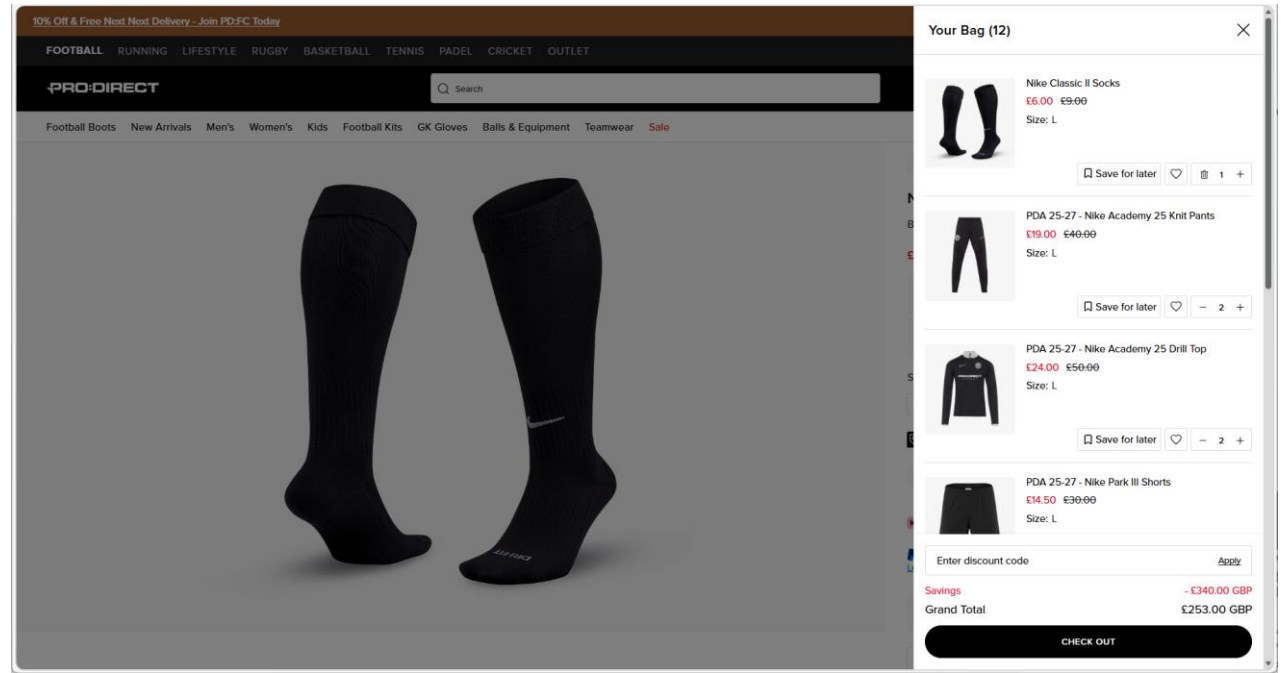 10% Off & Free Next Next Delivery - Join PD:FC Today
FOOTBALL RUNNING LIFESTYLE RUGBY BASKETBALL TENNIS PADEL CRICKET OUTLET
PRO:DIRECT
Search
Football Boots New Arrivals Men's Women's Kids Football Kits GK Gloves Balls & Equipment Teamwear Sale
DRI-FIT
Your Bag (12)
Nike Classic II Socks
£6.00 £9.00
Size: L
Save for later 1 +
PDA 25-27 - Nike Academy 25 Knit Pants
£19.00 £40.00
Size: L
Save for later − 2 +
PDA 25-27 - Nike Academy 25 Drill Top
£24.00 £50.00
Size: L
Save for later − 2 +
PDA 25-27 - Nike Park III Shorts
£14.50 £30.00
Size: L
Enter discount code Apply
Savings - £340.00 GBP
Grand Total £253.00 GBP
CHECK OUT